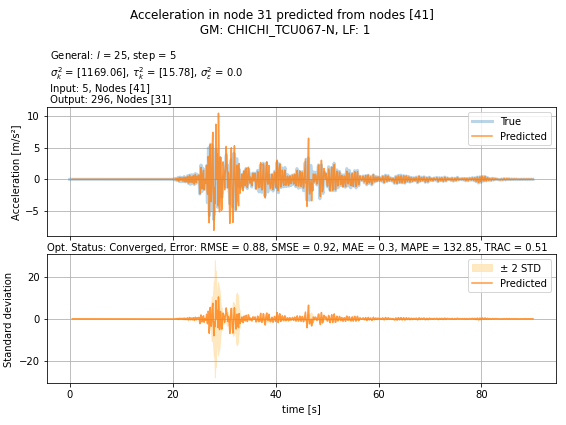 Acceleration in node 31 predicted from nodes [41]
GM: CHICHI_TCU067-N, LF: 1
General: l = 25, step = 5
σ²ₖ = [1169.06], τ²ₖ = [15.78], σ²_ε = 0.0
Input: 5, Nodes [41]
Output: 296, Nodes [31]
True
Predicted
Acceleration [m/s²]
10
5
0
−5
Opt. Status: Converged, Error: RMSE = 0.88, SMSE = 0.92, MAE = 0.3, MAPE = 132.85, TRAC = 0.51
± 2 STD
Predicted
Standard deviation
20
0
−20
0 20 40 60 80
time [s]